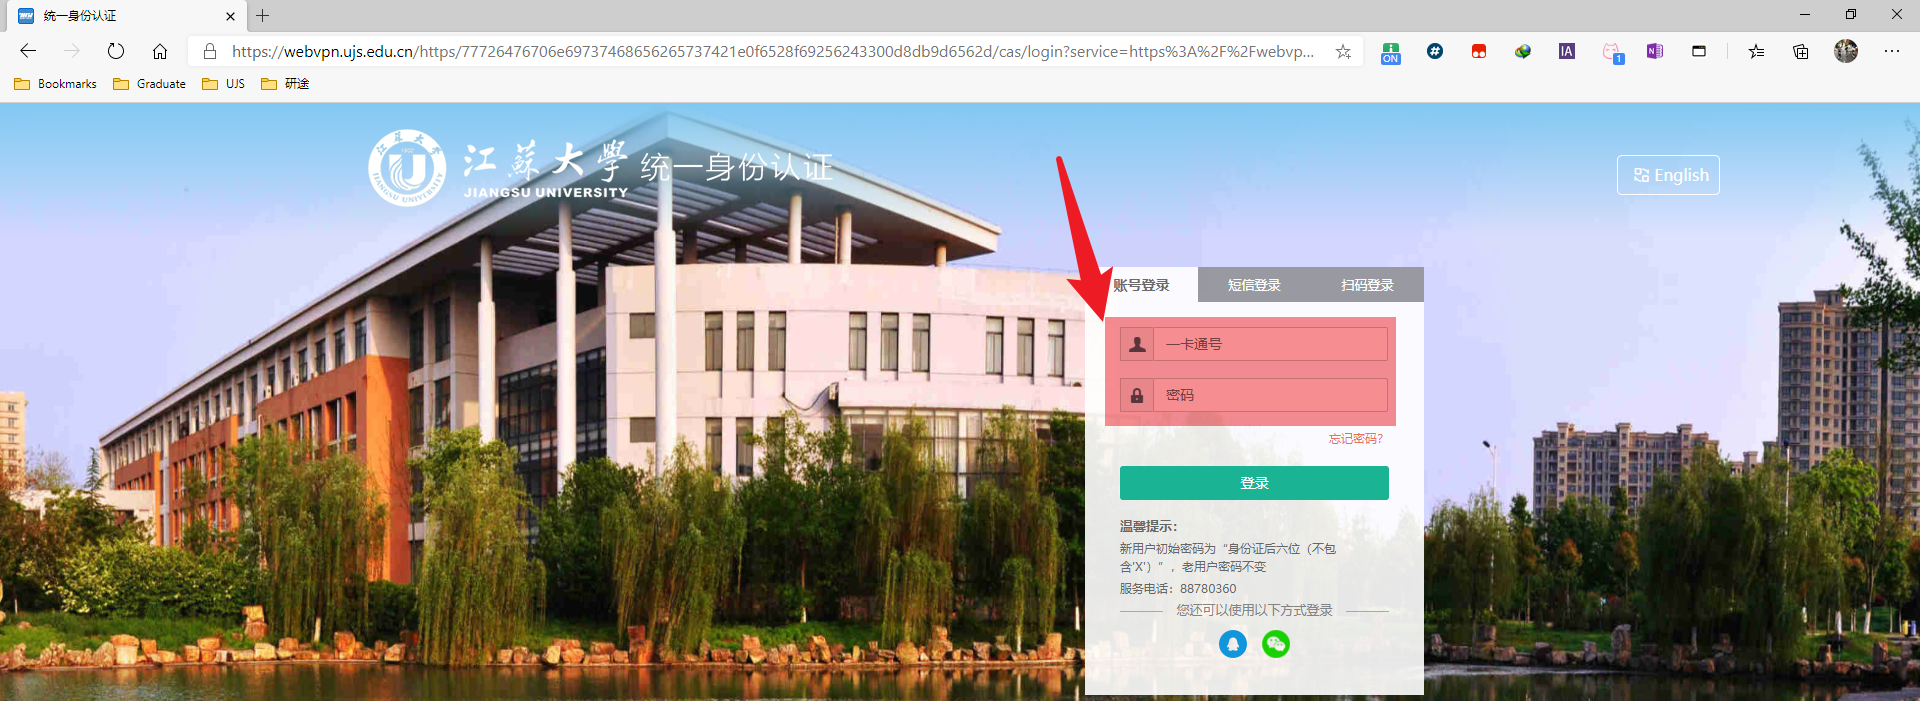 统一身份认证
https://webvpn.ujs.edu.cn/https/77726476706e69737468656265737421e0f6528f69256243300d8db9d6562d/cas/login?service=https%3A%2F%2Fwebvp...
ON
IA
1
N
Bookmarks
Graduate
UJS
研途
江蘇大學
JIANGSU UNIVERSITY
统一身份认证
English
账号登录
短信登录
扫码登录
一卡通号
密码
忘记密码?
登录
温馨提示:
新用户初始密码为“身份证后六位（不包
含'X'）”，老用户密码不变
服务电话：88780360
您还可以使用以下方式登录